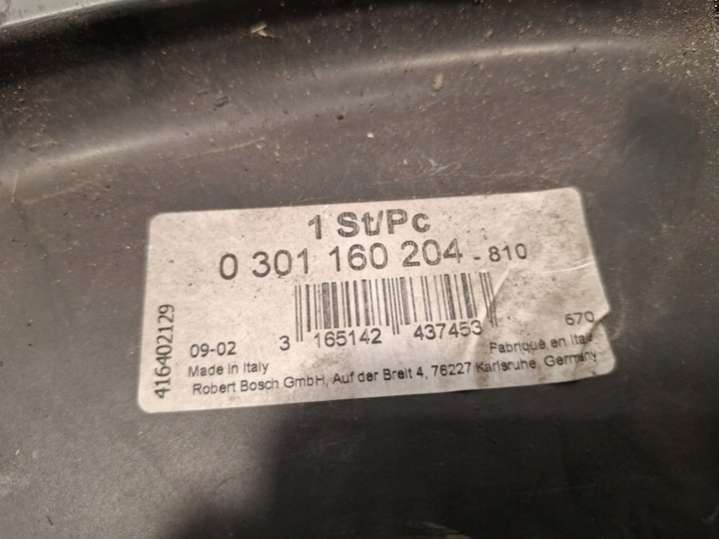 1 St/Pc
0 301 160 204 - 810
416402129
09-02
3 165142 437453
670
Made in Italy
Fabriqué en Italie
Robert Bosch GmbH, Auf der Breit 4, 76227 Karlsruhe, Germany